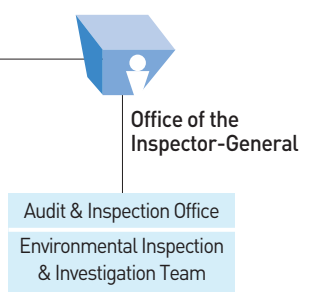 Office of the
Inspector-General
Audit & Inspection Office
Environmental Inspection
& Investigation Team